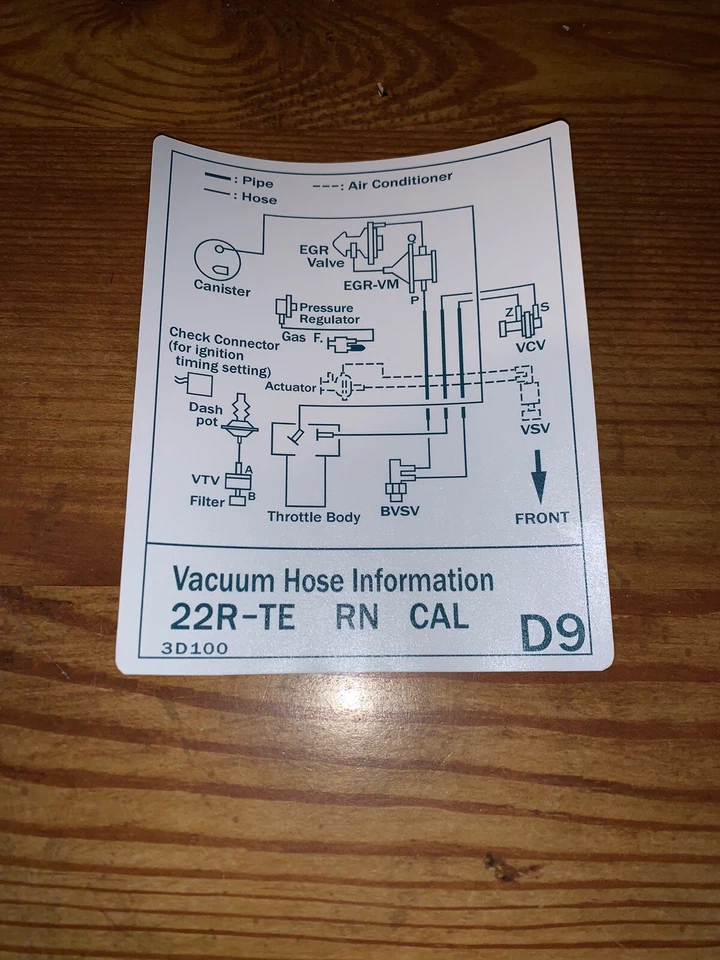 : Pipe
: Air Conditioner
: Hose
EGR
Valve
Q
EGR-VM
P
Canister
Pressure
Regulator
Gas F.
Z
S
VCV
Check Connector
(for ignition
timing setting)
Actuator
Dash
pot
VSV
A
VTV
B
Filter
Throttle Body
BVSV
FRONT
Vacuum Hose Information
22R-TE RN CAL
3D100
D9